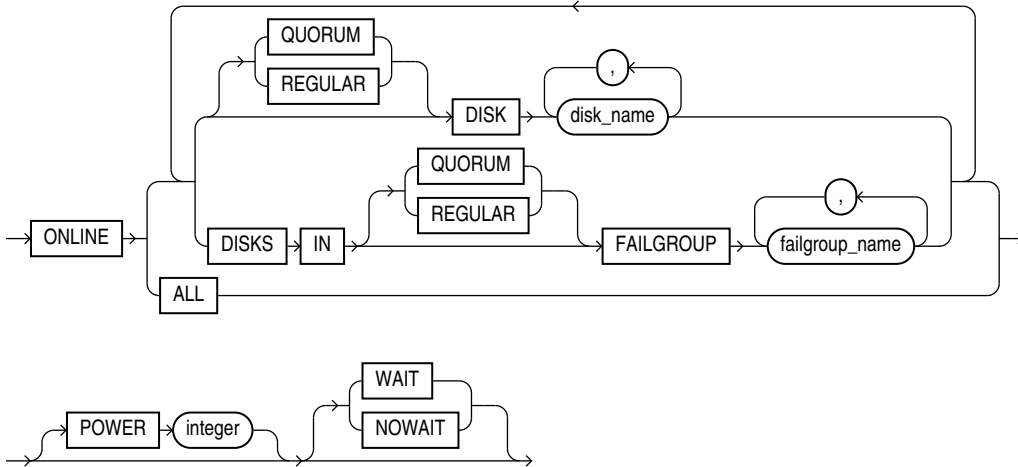 QUORUM
REGULAR
DISK
,
disk_name
QUORUM
REGULAR
,
ONLINE
DISKS
IN
FAILGROUP
failgroup_name
ALL
POWER
integer
WAIT
NOWAIT